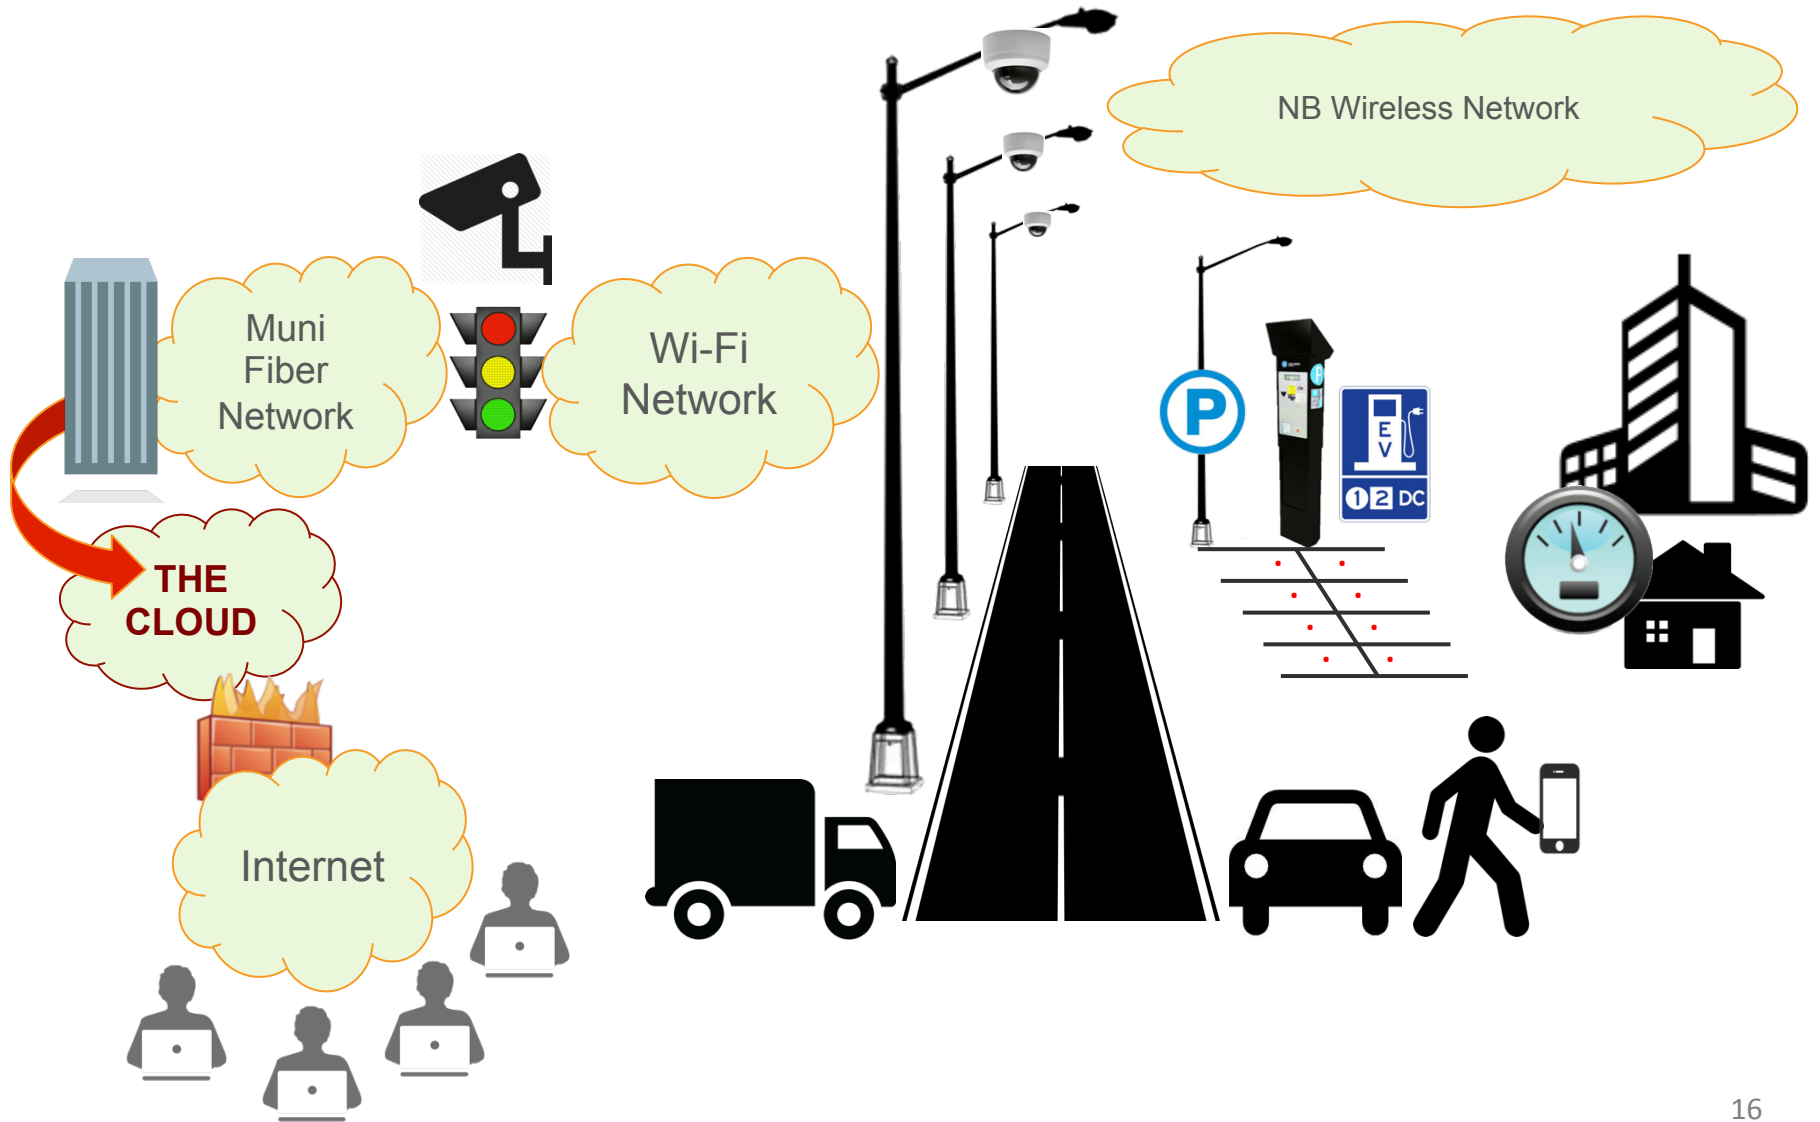 NB Wireless Network
Muni
Fiber
Network
Wi-Fi
Network
P
E
V
1 2 DC
THE
CLOUD
Internet
16